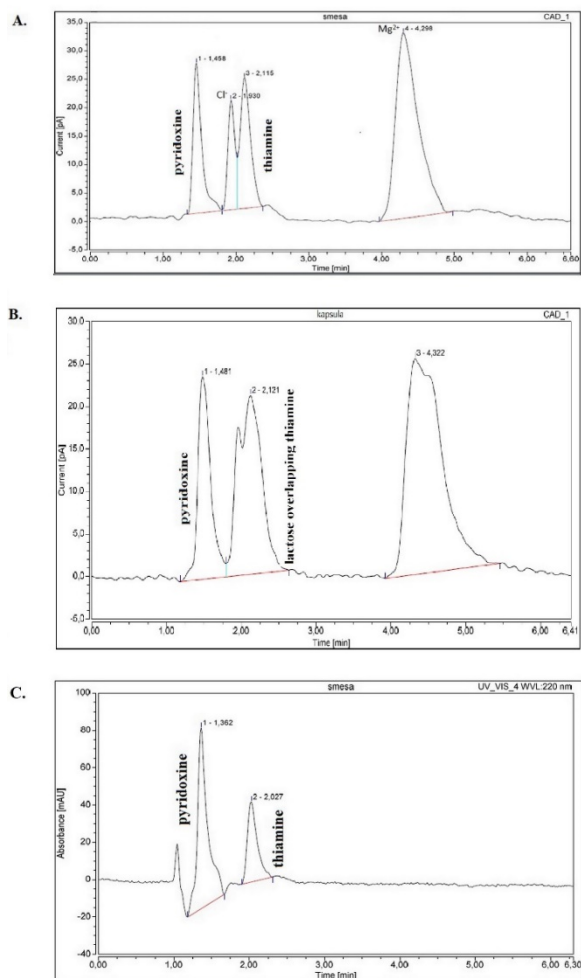 A.
smesa CAD_1
Current [pA]
35,0
30,0
25,0
20,0
15,0
10,0
5,0
0,0
-5,0
1 - 1,458
pyridoxine
Cl-
2 - 1,930
3 - 2,115
thiamine
Mg2+
4 - 4,298
0,00 1,00 2,00 3,00 4,00 5,00 6,00 6,60
Time [min]
B.
kapsula CAD_1
Current [pA]
30.0
25,0
20,0
15,0
10,0
5,0
0,0
-5,0
1 - 1,481
pyridoxine
2 - 2,121
lactose overlapping thiamine
3 - 4,322
0,00 1,00 2,00 3,00 4,00 5,00 6,00 6,41
Time [min]
C.
smesa UV_VIS_4 WVL:220 nm
Absorbance [mAU]
100
80
60
40
20
0
-20
-40
1 - 1,362
pyridoxine
2 - 2,027
thiamine
0,00 1,00 2,00 3,00 4,00 5,00 6,00 6,30
Time [min]